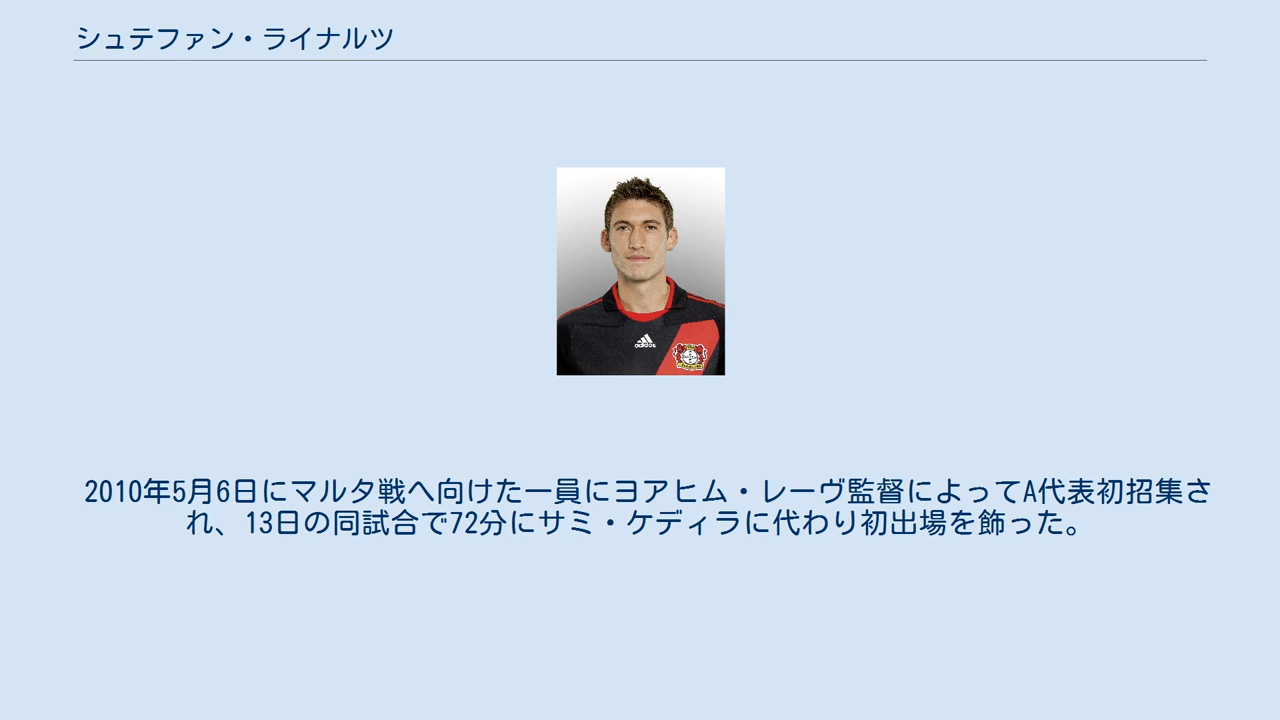 シュテファン・ライナルツ
adidas
2010年5月6日にマルタ戦へ向けた一員にヨアヒム・レーヴ監督によってA代表初招集さ
れ、13日の同試合で72分にサミ・ケディラに代わり初出場を飾った。